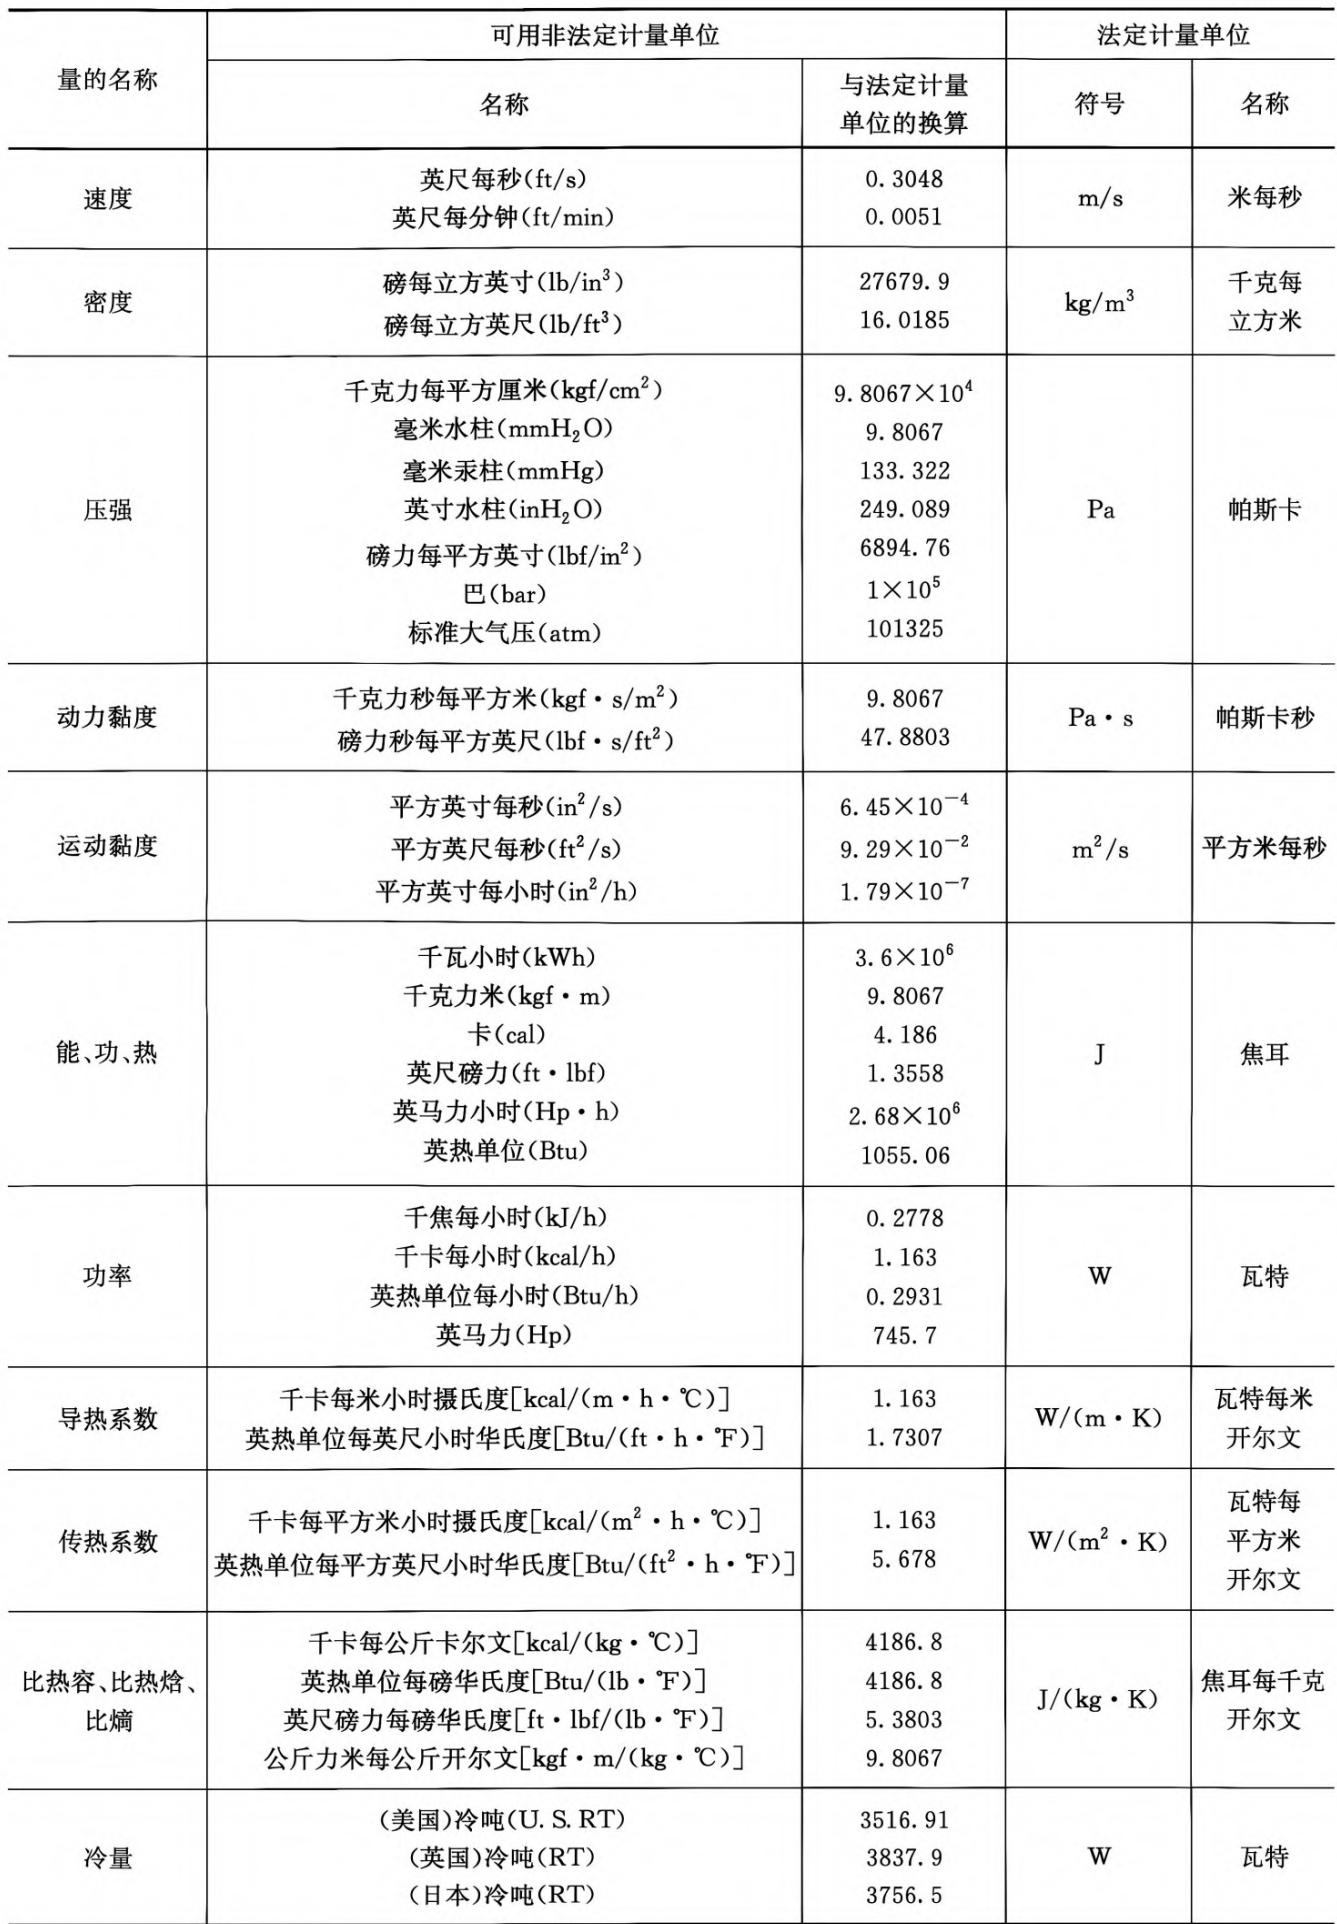 量的名称 可用非法定计量单位 法定计量单位
名称 与法定计量单位的换算 符号 名称
速度 英尺每秒(ft/s) 0.3048 m/s 米每秒
英尺每分钟(ft/min) 0.0051
密度 磅每立方英寸(lb/in³) 27679.9 kg/m³ 千克每立方米
磅每立方英尺(lb/ft³) 16.0185
压强 千克力每平方厘米(kgf/cm²) 9.8067×10⁴ Pa 帕斯卡
毫米水柱(mmH₂O) 9.8067
毫米汞柱(mmHg) 133.322
英寸水柱(inH₂O) 249.089
磅力每平方英寸(lbf/in²) 6894.76
巴(bar) 1×10⁵
标准大气压(atm) 101325
动力黏度 千克力秒每平方米(kgf·s/m²) 9.8067 Pa·s 帕斯卡秒
磅力秒每平方英尺(lbf·s/ft²) 47.8803
运动黏度 平方英寸每秒(in²/s) 6.45×10⁻⁴ m²/s 平方米每秒
平方英尺每秒(ft²/s) 9.29×10⁻²
平方英寸每小时(in²/h) 1.79×10⁻⁷
能、功、热 千瓦小时(kWh) 3.6×10⁶ J 焦耳
千克力米(kgf·m) 9.8067
卡(cal) 4.186
英尺磅力(ft·lbf) 1.3558
英马力小时(Hp·h) 2.68×10⁶
英热单位(Btu) 1055.06
功率 千焦每小时(kJ/h) 0.2778 W 瓦特
千卡每小时(kcal/h) 1.163
英热单位每小时(Btu/h) 0.2931
英马力(Hp) 745.7
导热系数 千卡每米小时摄氏度[kcal/(m·h·℃)] 1.163 W/(m·K) 瓦特每米开尔文
英热单位每英尺小时华氏度[Btu/(ft·h·℉)] 1.7307
传热系数 千卡每平方米小时摄氏度[kcal/(m²·h·℃)] 1.163 W/(m²·K) 瓦特每平方米开尔文
英热单位每平方英尺小时华氏度[Btu/(ft²·h·℉)] 5.678
比热容、比热焓、比熵 千卡每公斤卡尔文[kcal/(kg·℃)] 4186.8 J/(kg·K) 焦耳每千克开尔文
英热单位每磅华氏度[Btu/(lb·℉)] 4186.8
英尺磅力每磅华氏度[ft·lbf/(lb·℉)] 5.3803
公斤力米每公斤开尔文[kgf·m/(kg·℃)] 9.8067
冷量 (美国)冷吨(U.S.RT) 3516.91 W 瓦特
(英国)冷吨(RT) 3837.9
(日本)冷吨(RT) 3756.5